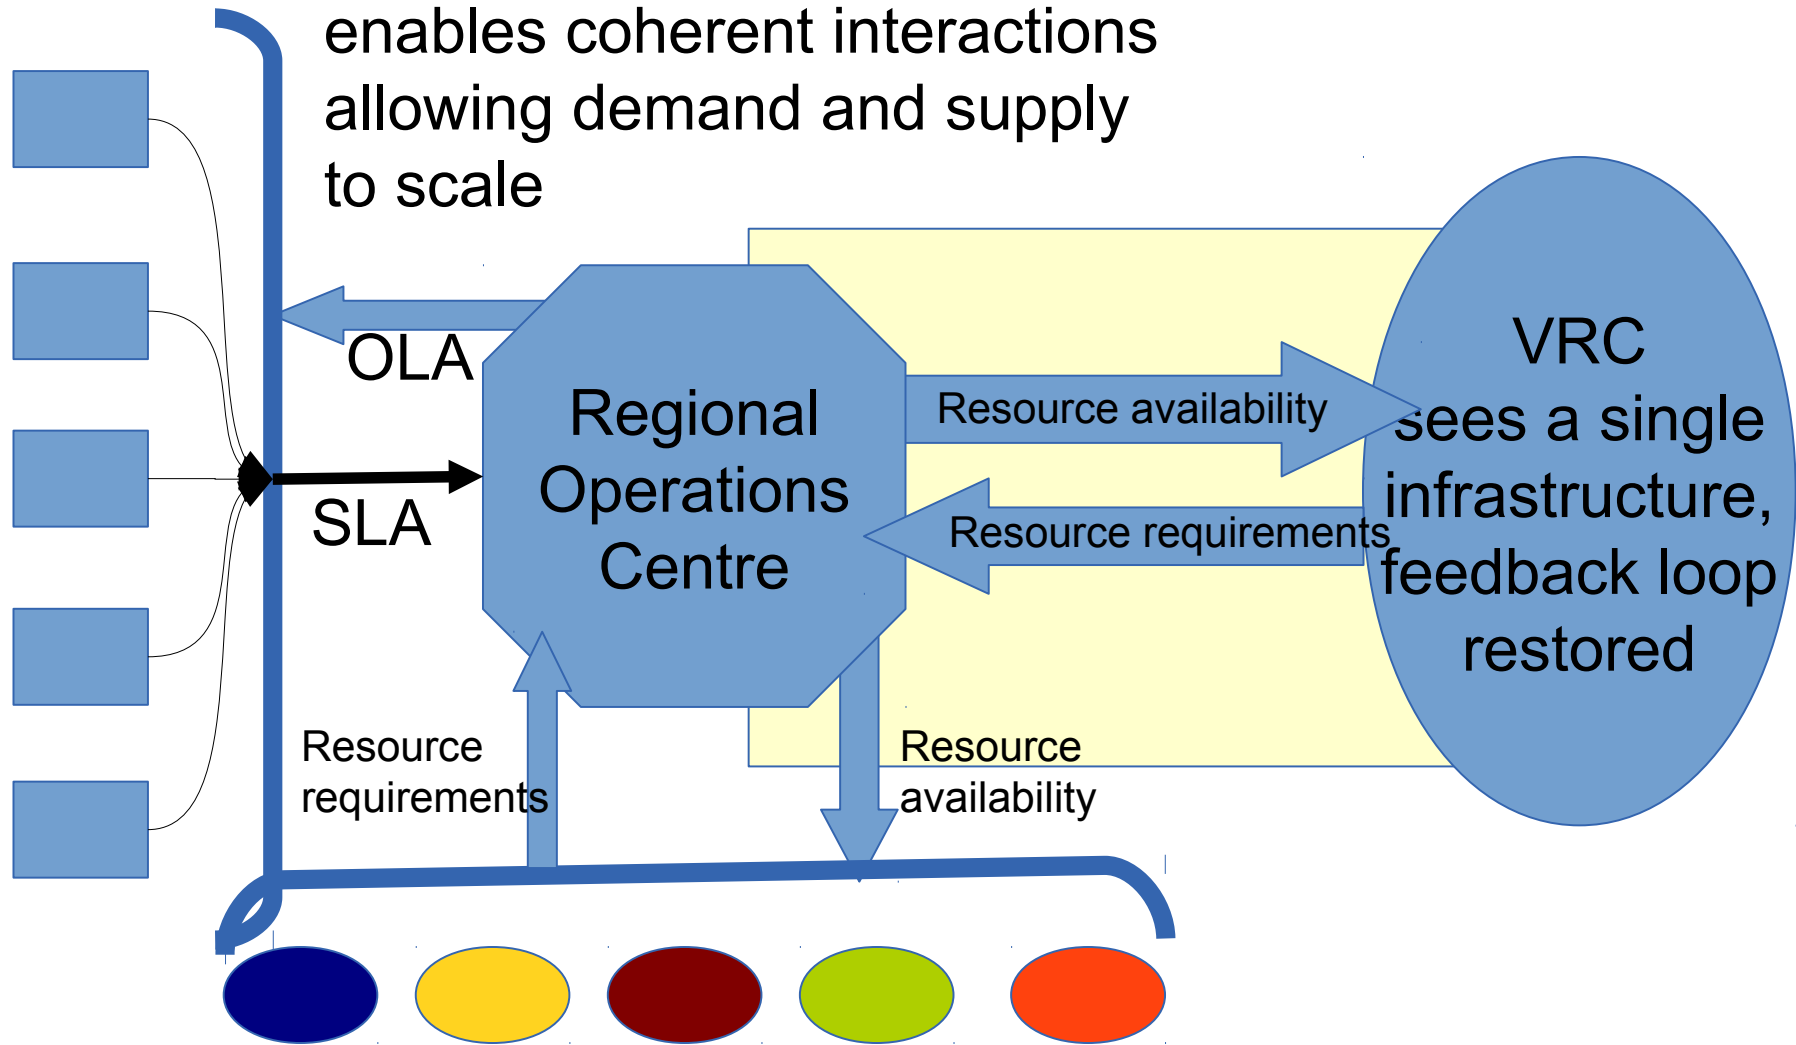 enables coherent interactions
allowing demand and supply
to scale
OLA
SLA
Regional
Operations
Centre
Resource availability
Resource requirements
VRC
sees a single
infrastructure,
feedback loop
restored
Resource
requirements
Resource
availability